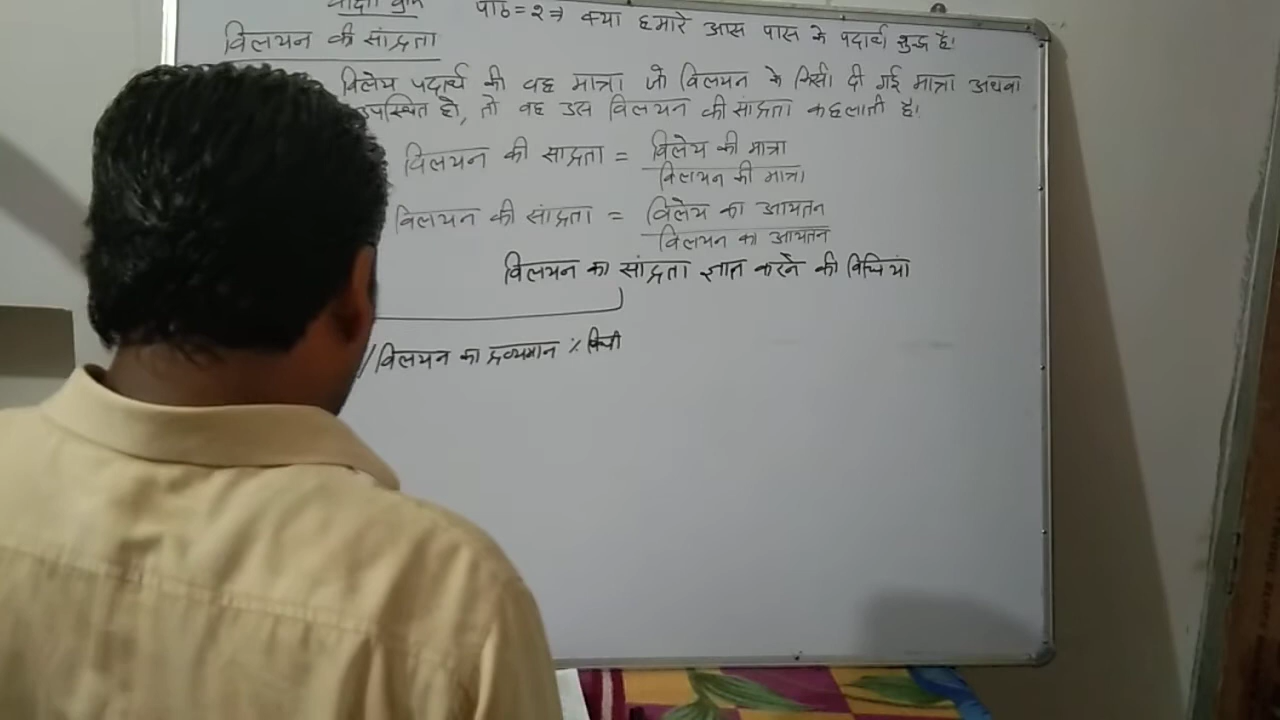 पाठ = २ ⇒ क्या हमारे आस पास के पदार्थ शुद्ध है।
विलयन की सांद्रता
विलेय पदार्थ की वह मात्रा जो विलयन के किसी दी गई मात्रा अथवा
उपस्थित हो, तो वह उस विलयन की सांद्रता कहलाती है।
विलयन की सांद्रता = विलेय की मात्रा
विलयन की मात्रा
विलयन की सांद्रता = विलेय का आयतन
विलयन का आयतन
विलयन का सांद्रता ज्ञात करने की विधियां
/विलयन का द्रव्यमान %